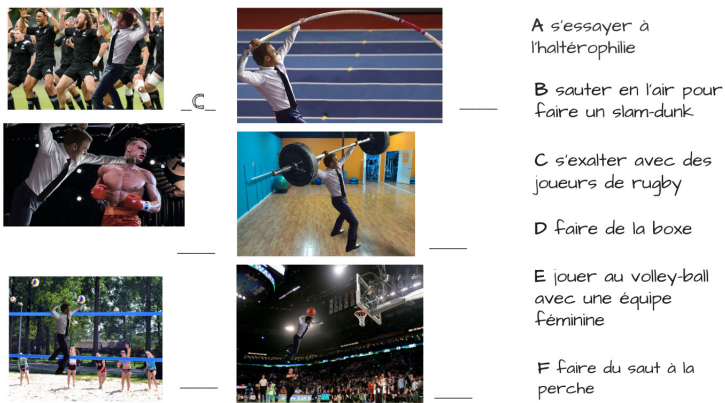 _C_
A s'essayer à
l'haltérophilie
B sauter en l'air pour
faire un slam-dunk
C s'exalter avec des
joueurs de rugby
D faire de la boxe
E jouer au volley-ball
avec une équipe
féminine
F faire du saut à la
perche